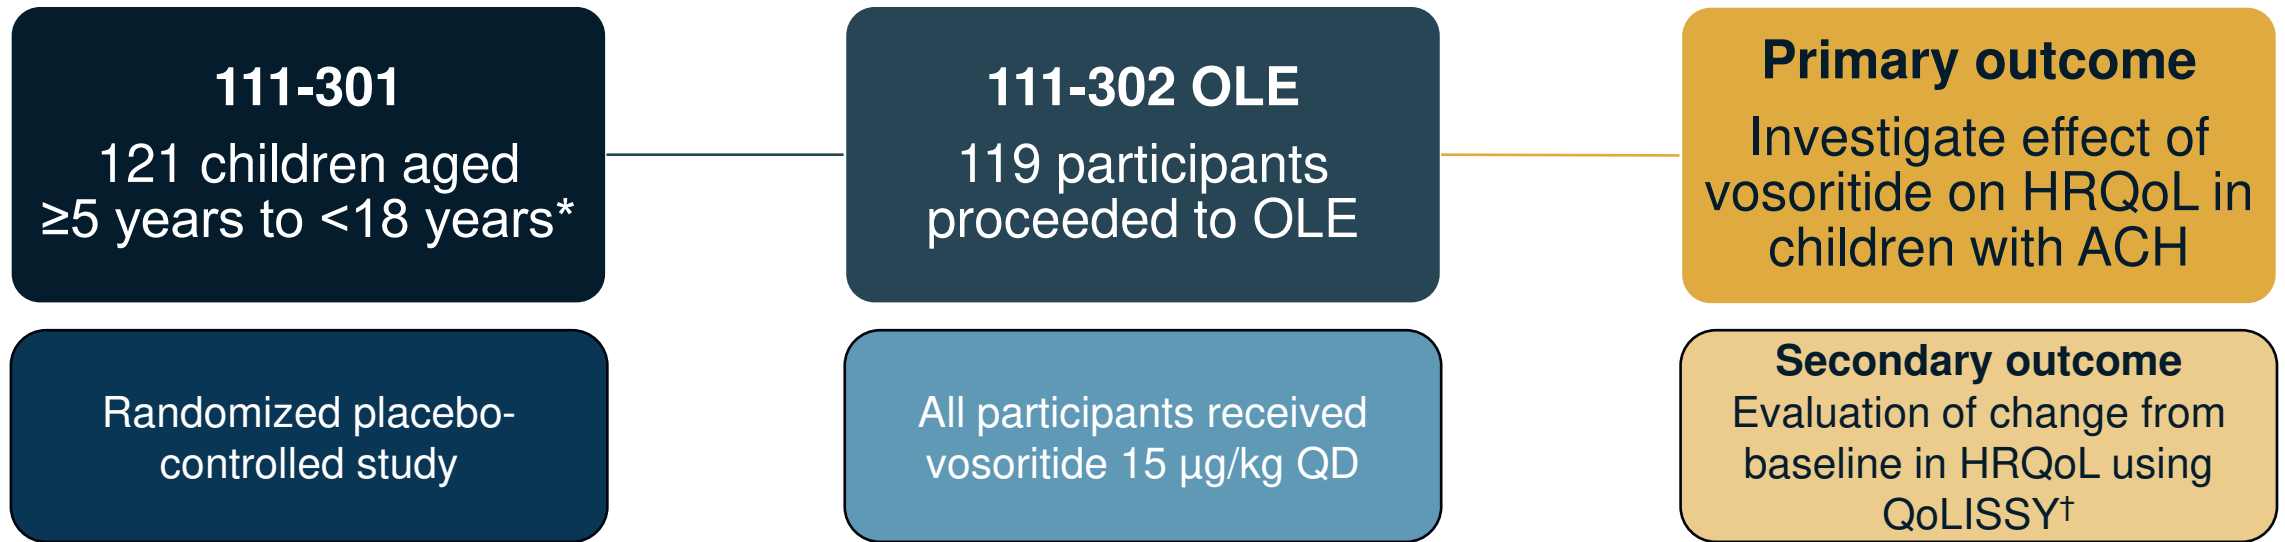 111-301
121 children aged
≥5 years to <18 years*
Randomized placebo-
controlled study
111-302 OLE
119 participants
proceeded to OLE
All participants received
vosoritide 15 µg/kg QD
Primary outcome
Investigate effect of
vosoritide on HRQoL in
children with ACH
Secondary outcome
Evaluation of change from
baseline in HRQoL using
QoLISSY†